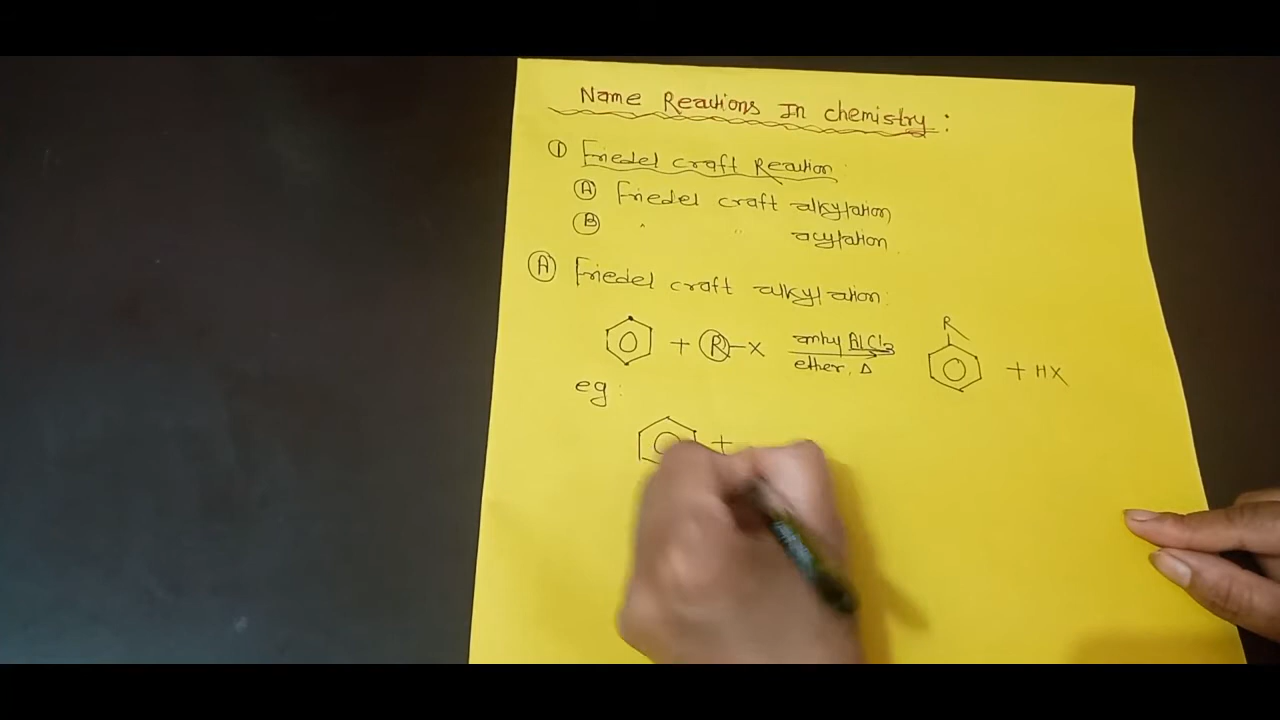 Name Reactions In chemistry:
① Friedel craft Reaction:
Ⓐ Friedel craft alkylation
Ⓑ " " acylation
Ⓐ Friedel craft alkylation:
+ R-X anhy AlCl3 ether, Δ R + HX
eg:
+